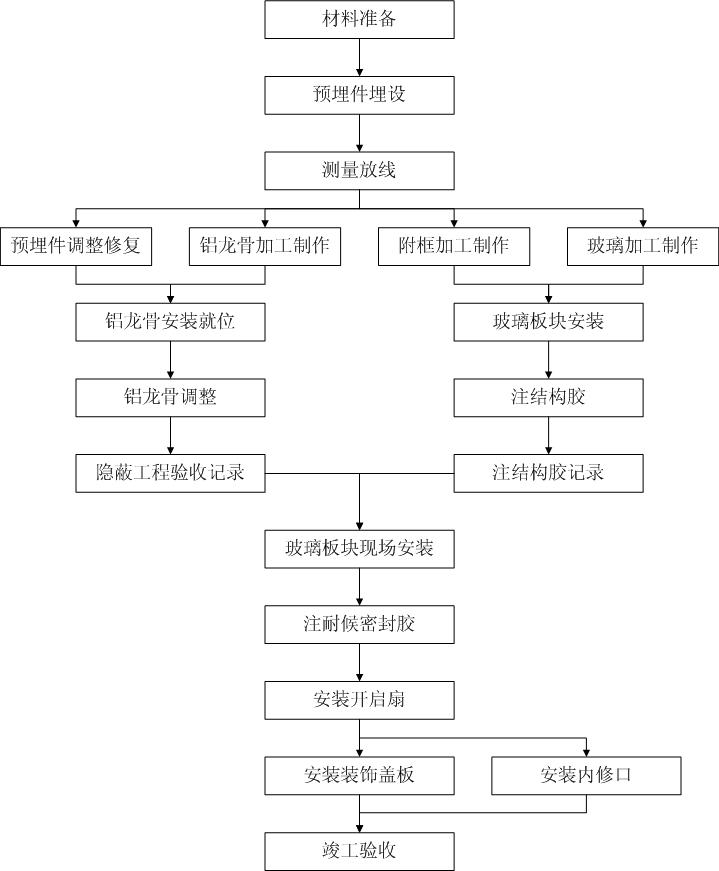 材料准备
预埋件埋设
测量放线
预埋件调整修复
铝龙骨加工制作
附框加工制作
玻璃加工制作
铝龙骨安装就位
玻璃板块安装
铝龙骨调整
注结构胶
隐蔽工程验收记录
注结构胶记录
玻璃板块现场安装
注耐候密封胶
安装开启扇
安装装饰盖板
安装内修口
竣工验收